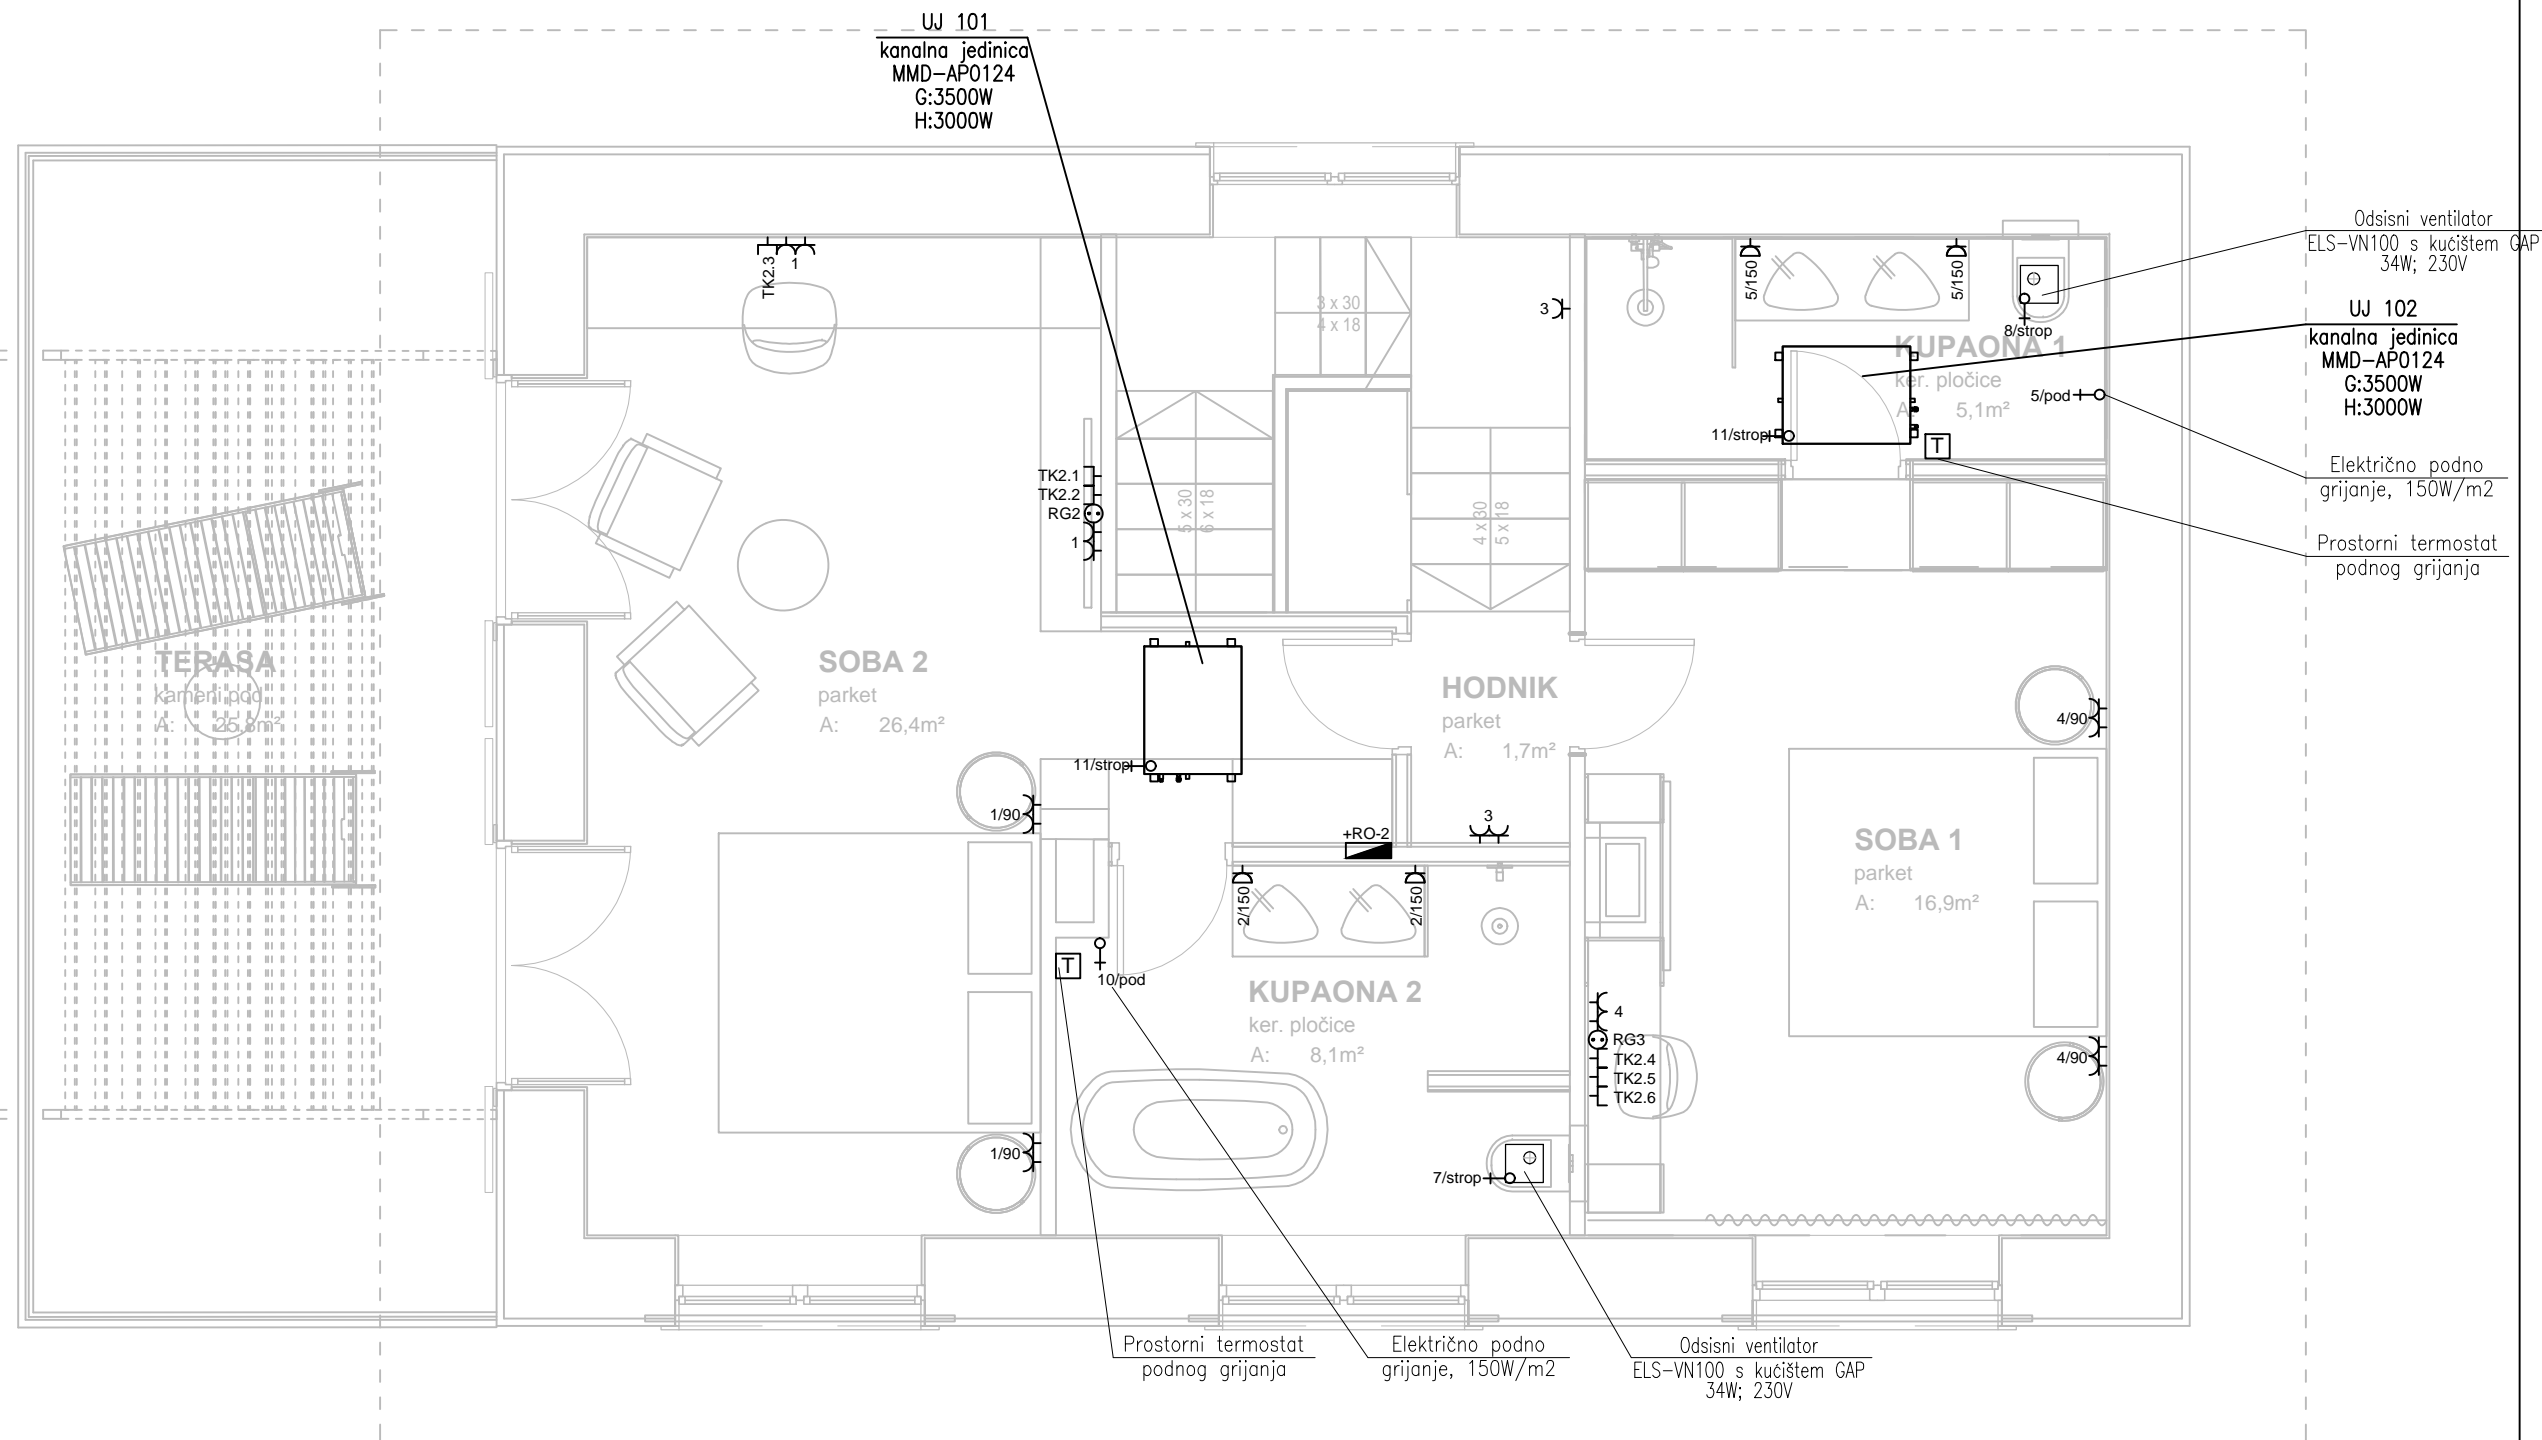 UJ 101
kanalna jedinica
MMD-AP0124
G:3500W
H:3000W
Odsisni ventilator
ELS-VN100 s kućištem GAP
34W; 230V
UJ 102
kanalna jedinica
MMD-AP0124
G:3500W
H:3000W
Električno podno
grijanje, 150W/m2
Prostorni termostat
podnog grijanja
TK2.3
1
3 x 30
4 x 18
3
5/150
5/150
8/strop
KUPAONA 1
ker. pločice
A: 5,1m²
5/pod
11/strop
T
TK2.1
TK2.2
RG2
1
5 x 30
6 x 18
4 x 30
5 x 18
TERASA
kameni pod
A: 25,8m²
SOBA 2
parket
A: 26,4m²
HODNIK
parket
A: 1,7m²
4/90
11/strop
1/90
+RO-2
3
SOBA 1
parket
A: 16,9m²
2/150
2/150
T
10/pod
KUPAONA 2
ker. pločice
A: 8,1m²
4
RG3
TK2.4
TK2.5
TK2.6
4/90
1/90
7/strop
Prostorni termostat
podnog grijanja
Električno podno
grijanje, 150W/m2
Odsisni ventilator
ELS-VN100 s kućištem GAP
34W; 230V